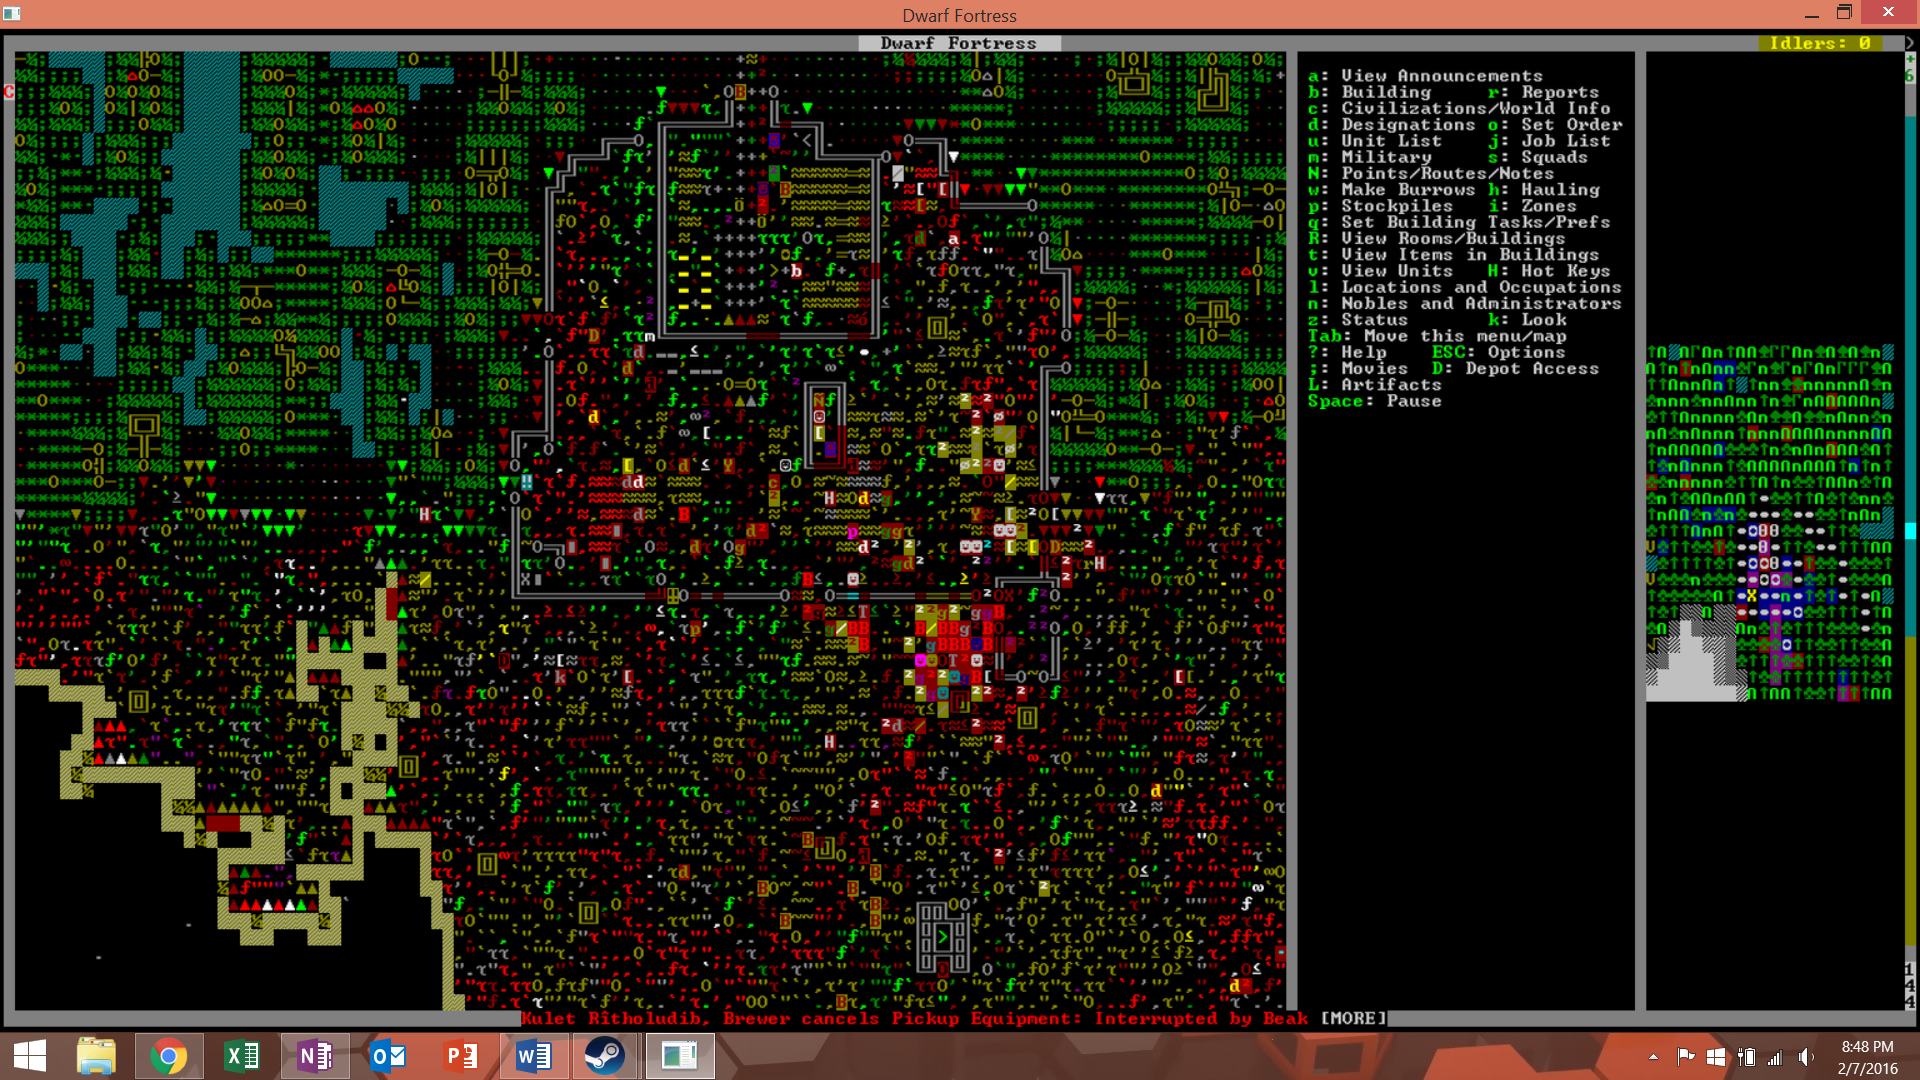 Dwarf Fortress
Dwarf Fortress
Idlers: 0
a: View Announcements
b: Building r: Reports
c: Civilizations/World Info
d: Designations o: Set Order
u: Unit List j: Job List
m: Military s: Squads
N: Points/Routes/Notes
w: Make Burrows h: Hauling
p: Stockpiles i: Zones
q: Set Building Tasks/Prefs
R: View Rooms/Buildings
t: View Items in Buildings
v: View Units H: Hot Keys
l: Locations and Occupations
n: Nobles and Administrators
z: Status k: Look
Tab: Move this menu/map
?: Help ESC: Options
;: Movies D: Depot Access
L: Artifacts
Space: Pause
Kulet Rîtholudib, Brewer cancels Pickup Equipment: Interrupted by Beak [MORE]
8:48 PM
2/7/2016